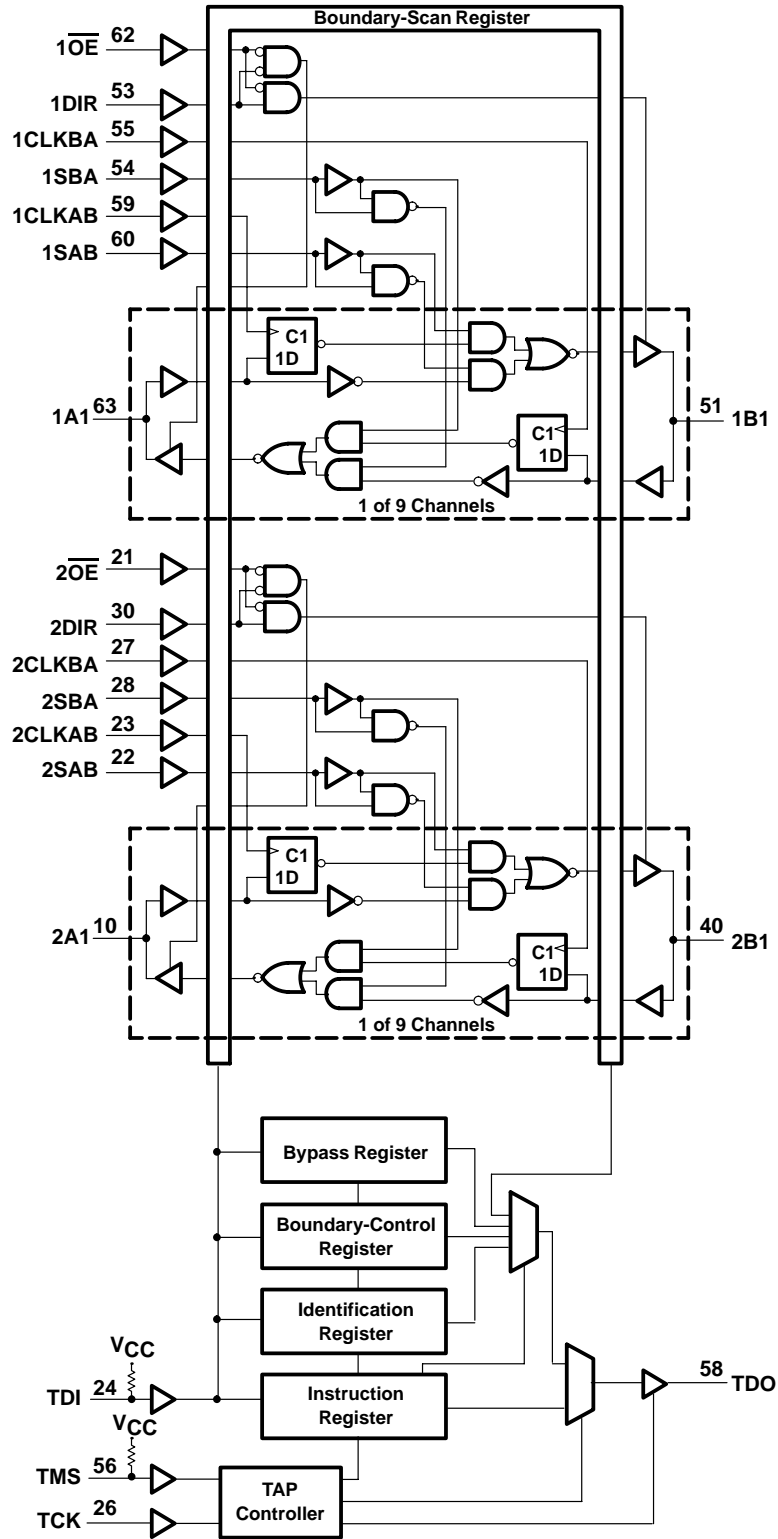 Boundary-Scan Register
1OE 62
1DIR 53
1CLKBA 55
1SBA 54
1CLKAB 59
1SAB 60
C1
1D
1A1 63
51 1B1
C1
1D
1 of 9 Channels
2OE 21
2DIR 30
2CLKBA 27
2SBA 28
2CLKAB 23
2SAB 22
C1
1D
2A1 10
40 2B1
C1
1D
1 of 9 Channels
Bypass Register
Boundary-Control
Register
Identification
Register
VCC
TDI 24
Instruction
Register
58 TDO
VCC
TMS 56
TAP
Controller
TCK 26